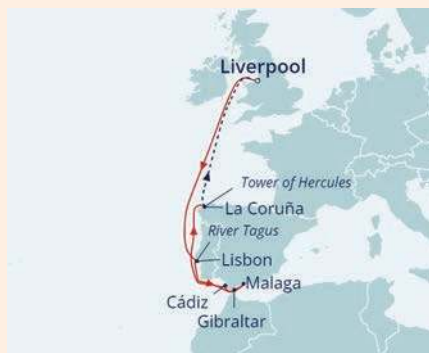 Liverpool
Tower of Hercules
La Coruña
River Tagus
Lisbon
Malaga
Cádiz
Gibraltar